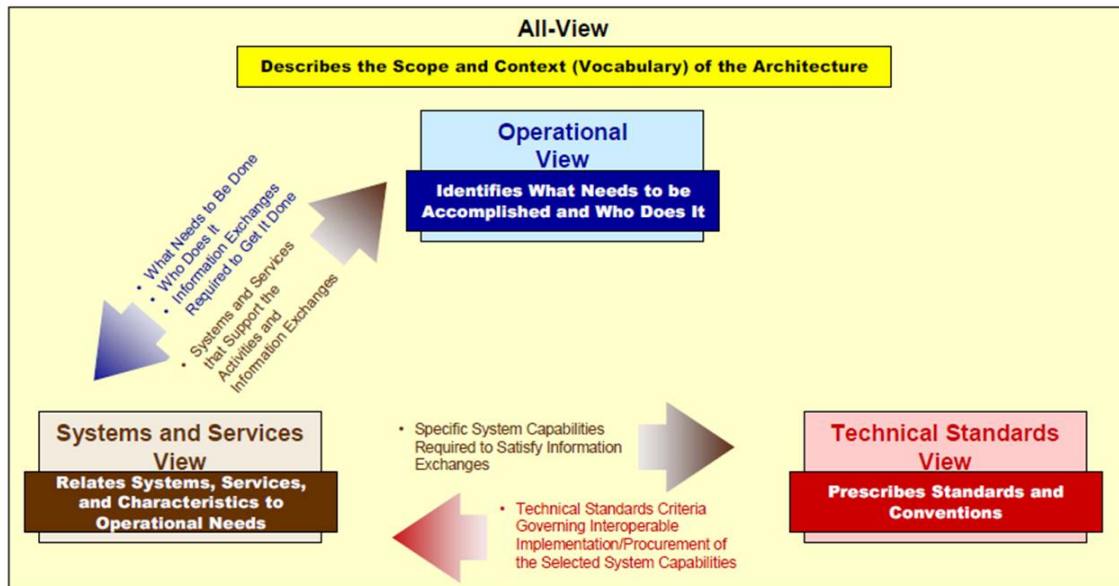 All-View
Describes the Scope and Context (Vocabulary) of the Architecture
Operational
View
Identifies What Needs to be
Accomplished and Who Does It
• What Needs to Be Done
• Who Does It
• Information Exchanges
Required to Get It Done
• Systems and Services
that Support the
Activities and
Information Exchanges
Systems and Services
View
Relates Systems, Services,
and Characteristics to
Operational Needs
• Specific System Capabilities
Required to Satisfy Information
Exchanges
• Technical Standards Criteria
Governing Interoperable
Implementation/Procurement of
the Selected System Capabilities
Technical Standards
View
Prescribes Standards and
Conventions